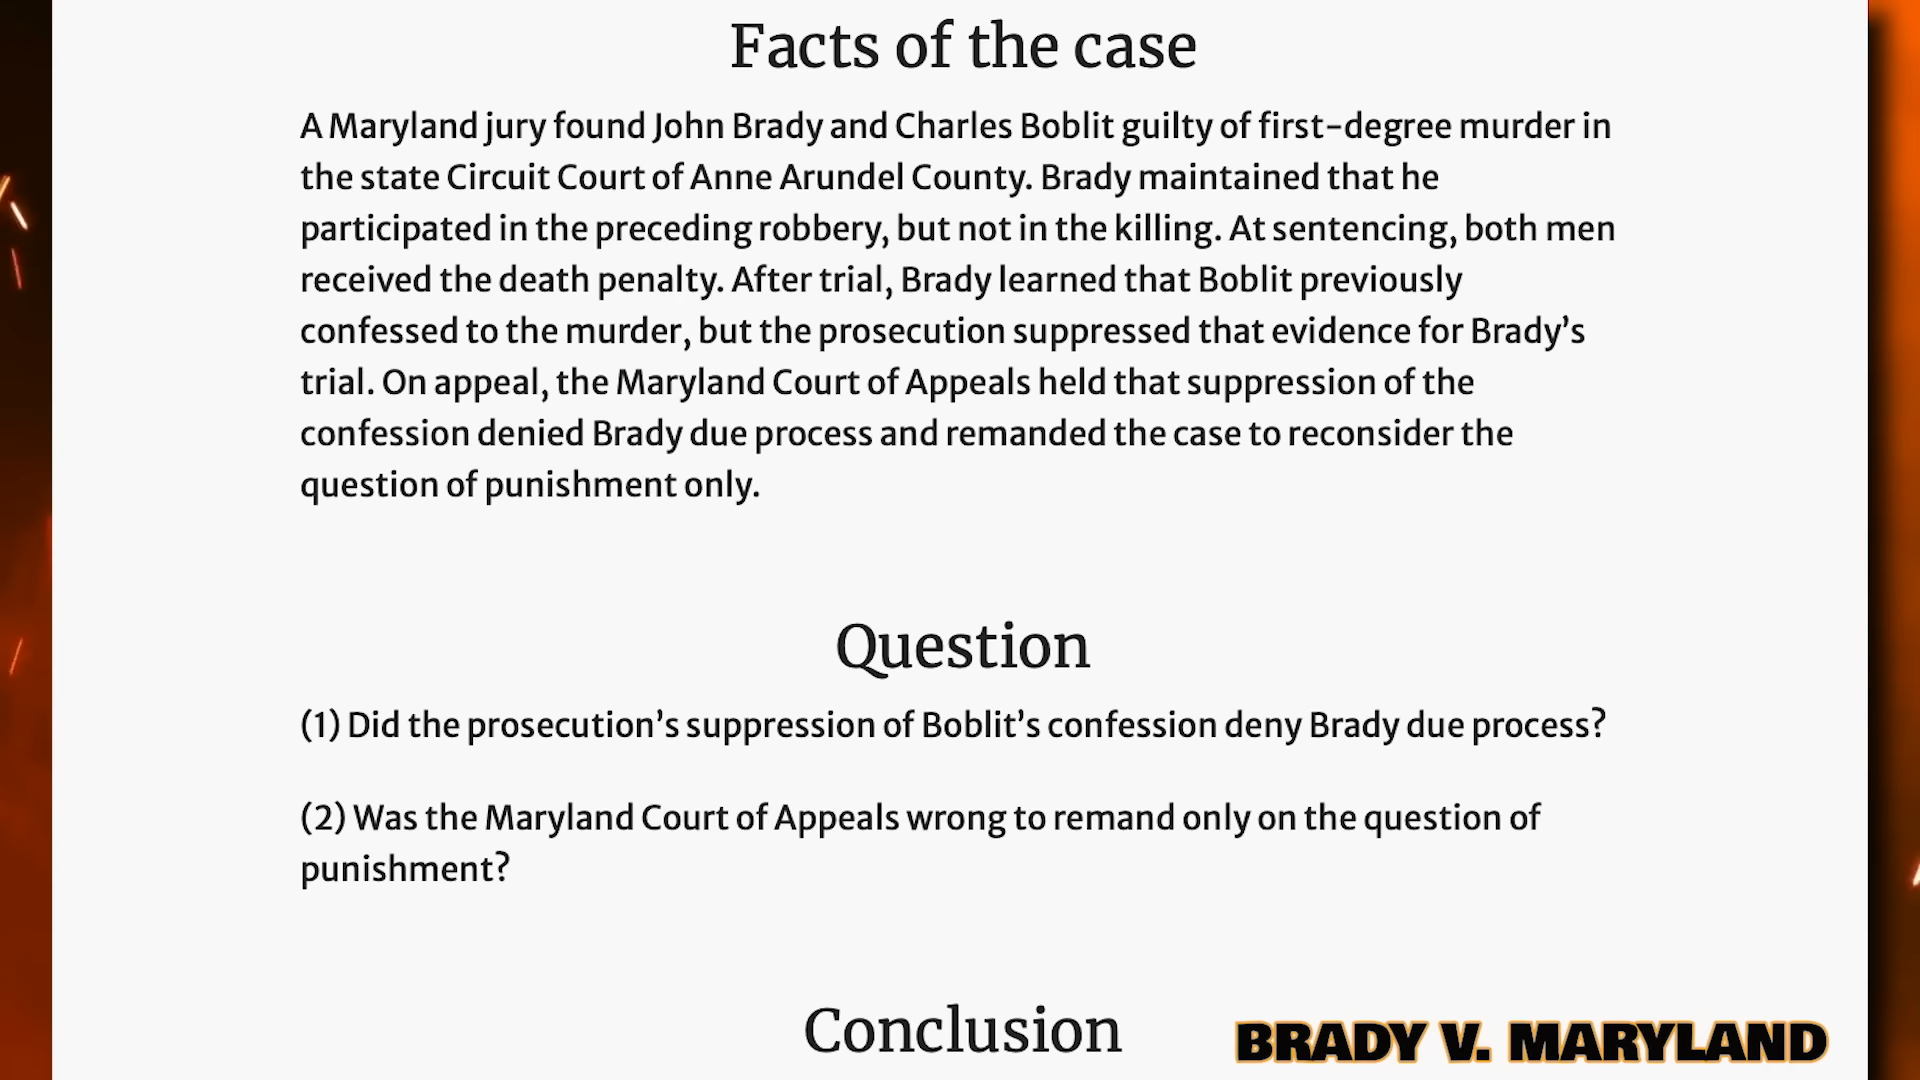 Facts of the case
A Maryland jury found John Brady and Charles Boblit guilty of first-degree murder in
the state Circuit Court of Anne Arundel County. Brady maintained that he
participated in the preceding robbery, but not in the killing. At sentencing, both men
received the death penalty. After trial, Brady learned that Boblit previously
confessed to the murder, but the prosecution suppressed that evidence for Brady’s
trial. On appeal, the Maryland Court of Appeals held that suppression of the
confession denied Brady due process and remanded the case to reconsider the
question of punishment only.
Question
(1) Did the prosecution’s suppression of Boblit’s confession deny Brady due process?
(2) Was the Maryland Court of Appeals wrong to remand only on the question of
punishment?
Conclusion
BRADY V. MARYLAND